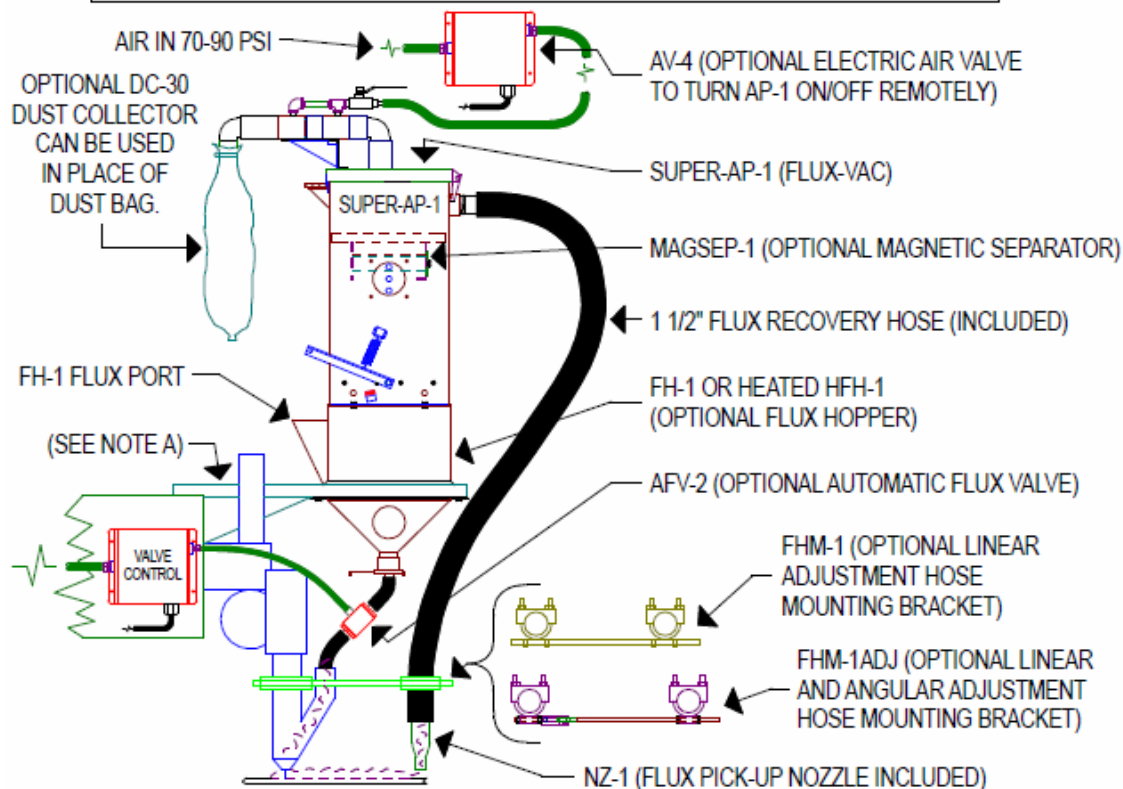 AIR IN 70-90 PSI
AV-4 (OPTIONAL ELECTRIC AIR VALVE
TO TURN AP-1 ON/OFF REMOTELY)
OPTIONAL DC-30
DUST COLLECTOR
CAN BE USED
IN PLACE OF
DUST BAG.
SUPER-AP-1 (FLUX-VAC)
SUPER-AP-1
MAGSEP-1 (OPTIONAL MAGNETIC SEPARATOR)
1 1/2" FLUX RECOVERY HOSE (INCLUDED)
FH-1 FLUX PORT
FH-1 OR HEATED HFH-1
(OPTIONAL FLUX HOPPER)
(SEE NOTE A)
AFV-2 (OPTIONAL AUTOMATIC FLUX VALVE)
VALVE
CONTROL
FHM-1 (OPTIONAL LINEAR
ADJUSTMENT HOSE
MOUNTING BRACKET)
FHM-1ADJ (OPTIONAL LINEAR
AND ANGULAR ADJUSTMENT
HOSE MOUNTING BRACKET)
NZ-1 (FLUX PICK-UP NOZZLE INCLUDED)